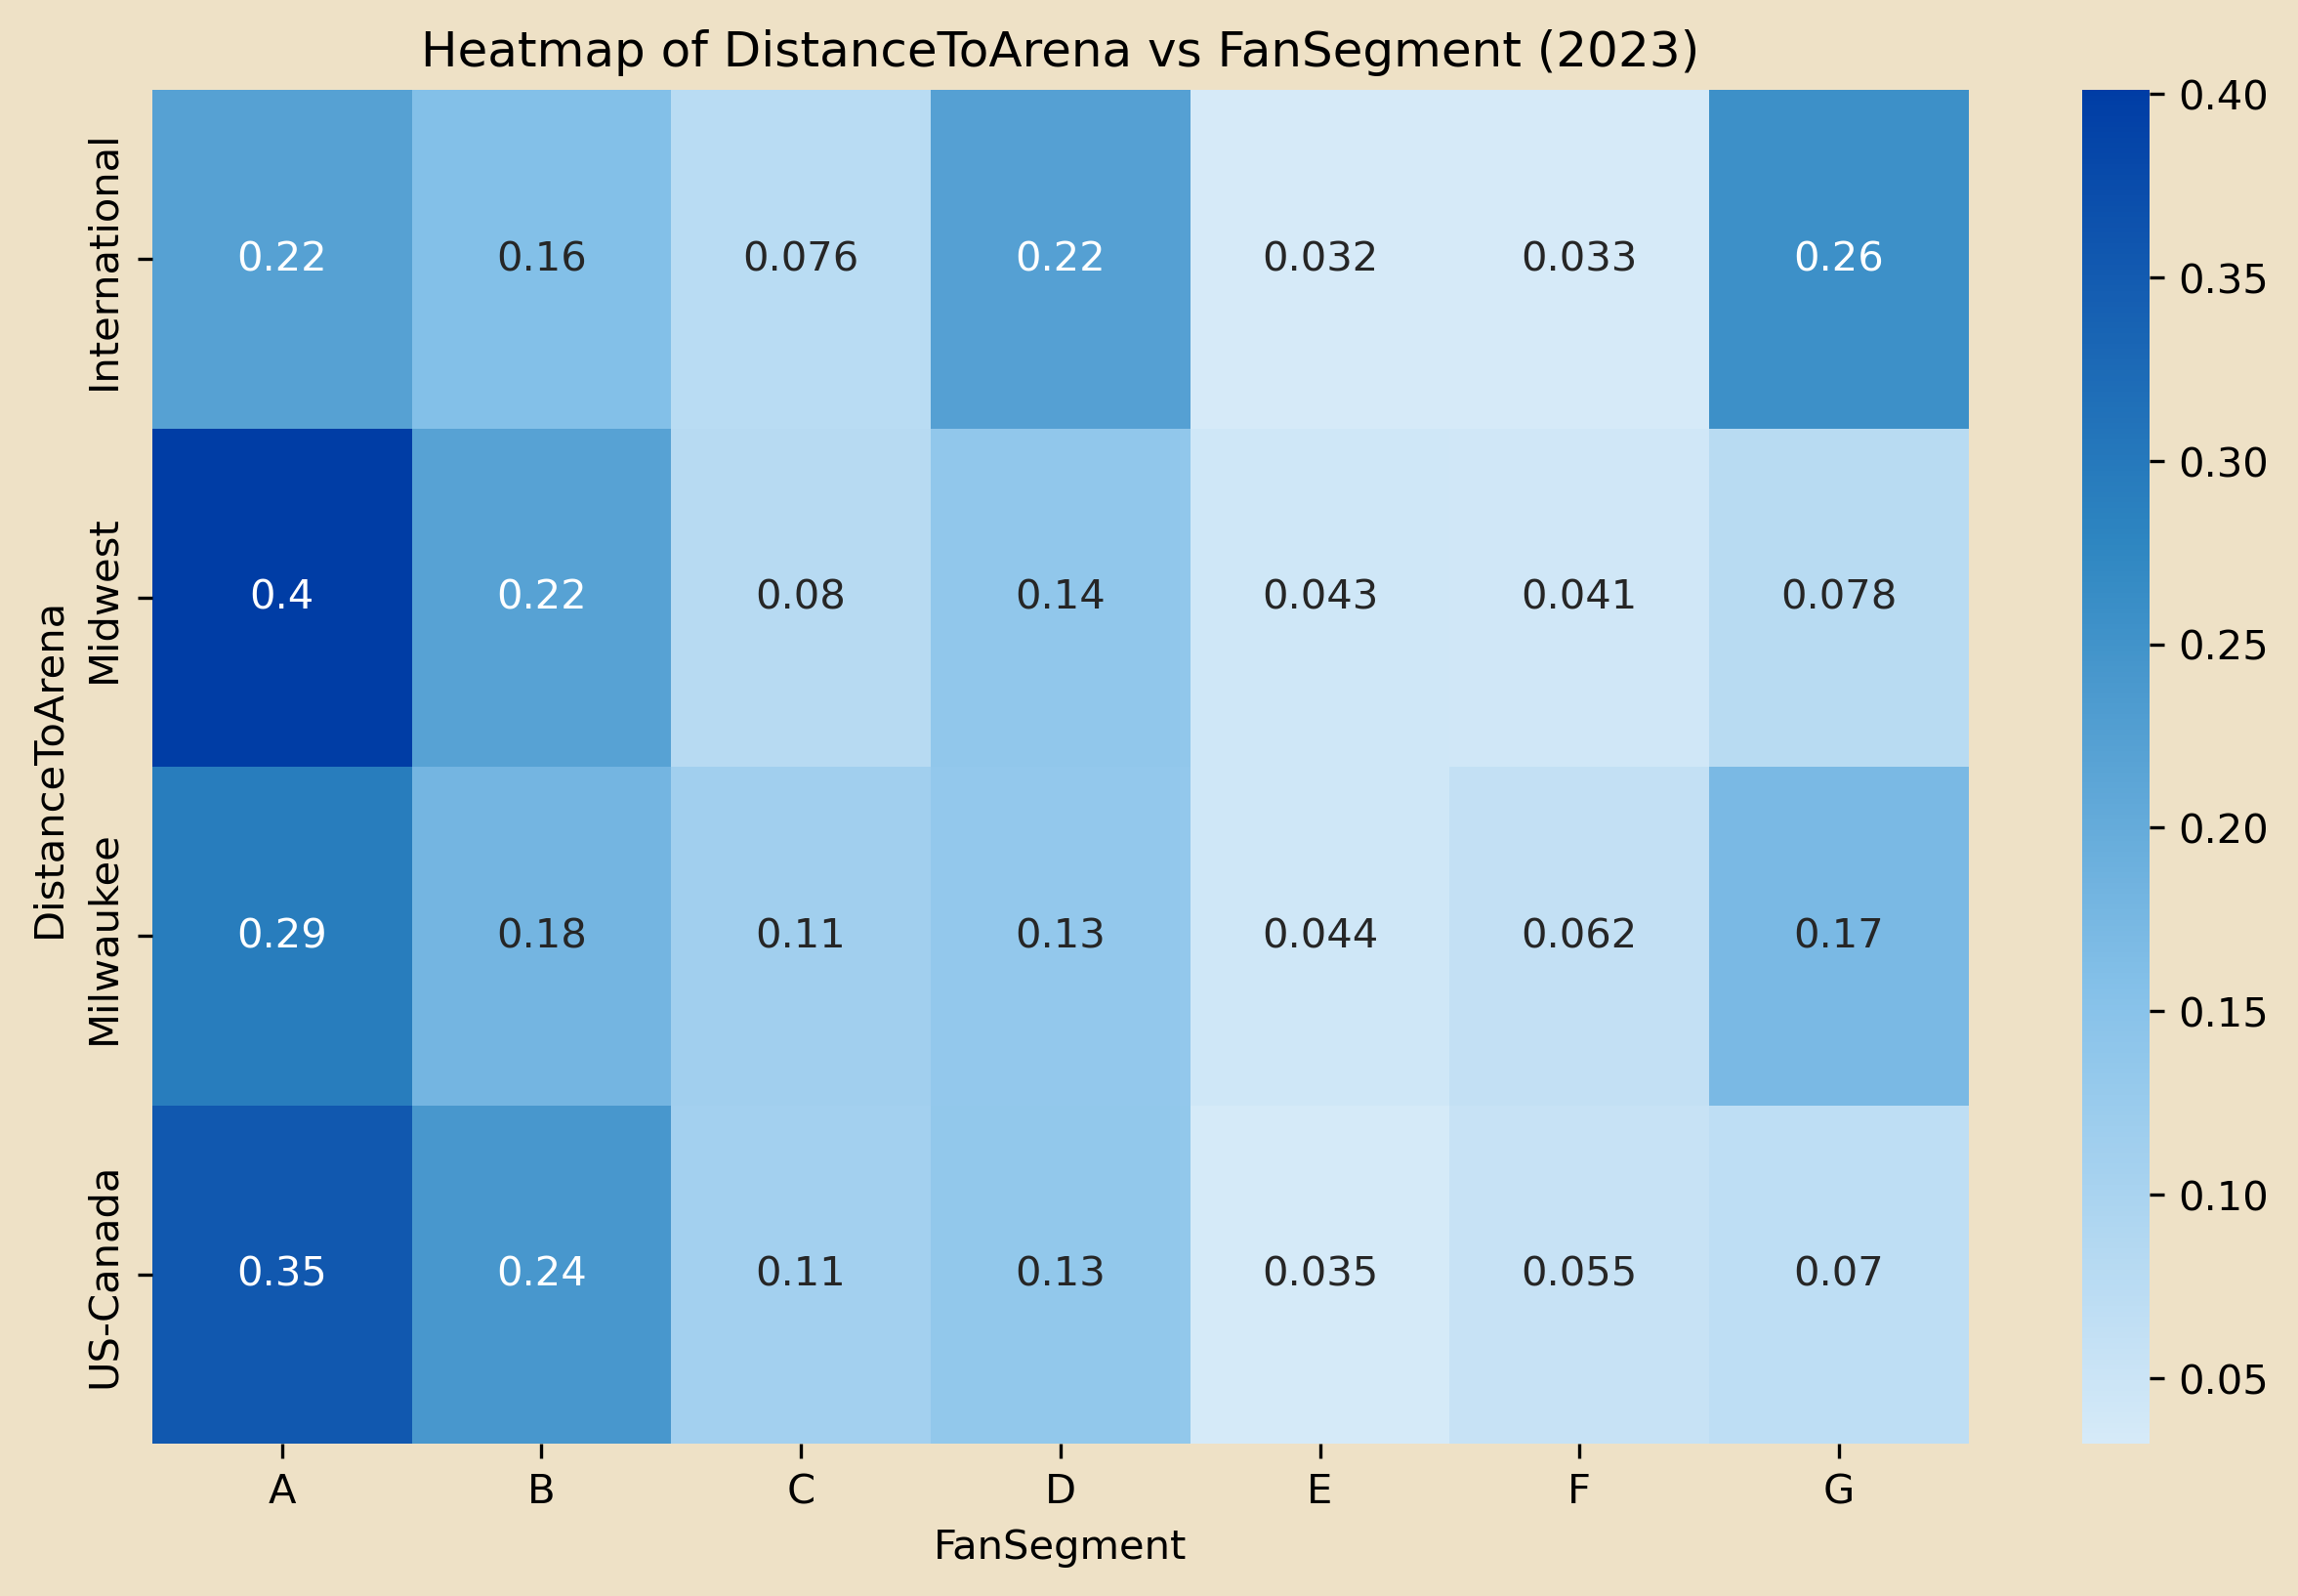 Heatmap of DistanceToArena vs FanSegment (2023)
DistanceToArena
International
0.22 0.16 0.076 0.22 0.032 0.033 0.26
Midwest
0.4 0.22 0.08 0.14 0.043 0.041 0.078
Milwaukee
0.29 0.18 0.11 0.13 0.044 0.062 0.17
US-Canada
0.35 0.24 0.11 0.13 0.035 0.055 0.07
A B C D E F G
FanSegment
0.40
0.35
0.30
0.25
0.20
0.15
0.10
0.05